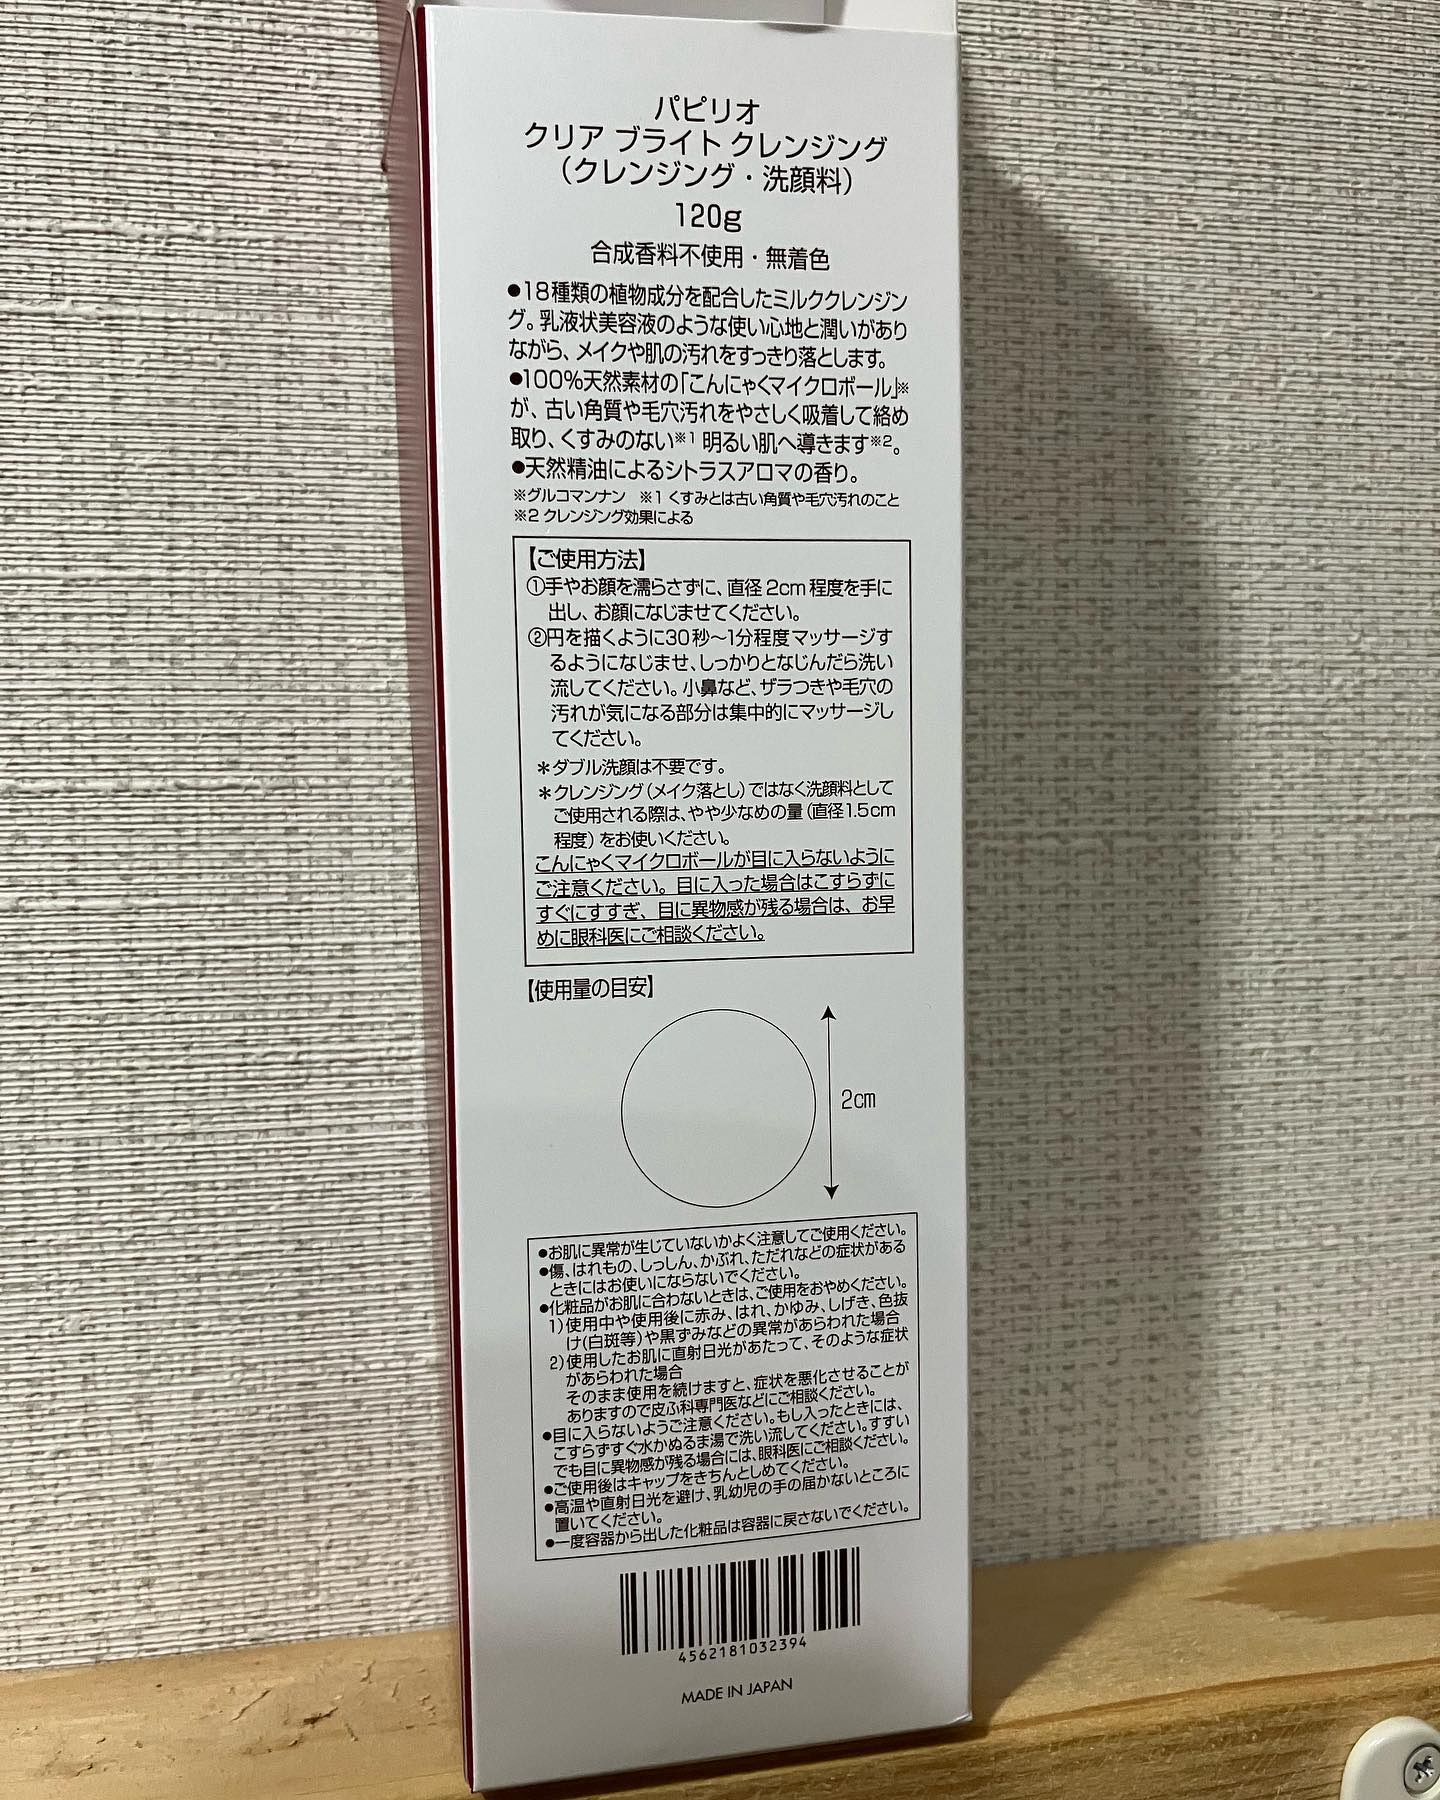 パピリオ
クリア ブライト クレンジング
（クレンジング・洗顔料）
120g
合成香料不使用・無着色
●18種類の植物成分を配合したミルククレンジン
グ。乳液状美容液のような使い心地と潤いがあり
ながら、メイクや肌の汚れをすっきり落とします。
●100%天然素材の「こんにゃくマイクロボール」※
が、古い角質や毛穴汚れをやさしく吸着して絡め
取り、くすみのない※1 明るい肌へ導きます※2。
●天然精油によるシトラスアロマの香り。
※グルコマンナン ※1 くすみとは古い角質や毛穴汚れのこと
※2 クレンジング効果による
【ご使用方法】
①手やお顔を濡らさずに、直径 2cm 程度を手に
出し、お顔になじませてください。
②円を描くように30秒～1分程度マッサージす
るようになじませ、しっかりとなじんだら洗い
流してください。小鼻など、ザラつきや毛穴の
汚れが気になる部分は集中的にマッサージし
てください。
＊ダブル洗顔は不要です。
＊クレンジング（メイク落とし）ではなく洗顔料として
ご使用される際は、やや少なめの量（直径1.5cm
程度）をお使いください。
こんにゃくマイクロボールが目に入らないように
ご注意ください。目に入った場合はこすらずに
すぐにすすぎ、目に異物感が残る場合は、お早
めに眼科医にご相談ください。
【使用量の目安】
2cm
●お肌に異常が生じていないかよく注意してご使用ください。
●傷、はれもの、しっしん、かぶれ、ただれなどの症状がある
ときにはお使いにならないでください。
●化粧品がお肌に合わないときは、ご使用をおやめください。
1）使用中や使用後に赤み、はれ、かゆみ、しげき、色抜
け(白斑等)や黒ずみなどの異常があらわれた場合
2）使用したお肌に直射日光があたって、そのような症状
があらわれた場合
そのまま使用を続けますと、症状を悪化させることが
ありますので皮ふ科専門医などにご相談ください。
●目に入らないようご注意ください。もし入ったときには、
こすらずすぐ水かぬるま湯で洗い流してください。すすい
でも目に異物感が残る場合には、眼科医にご相談ください。
●ご使用後はキャップをきちんとしめてください。
●高温や直射日光を避け、乳幼児の手の届かないところに
置いてください。
●一度容器から出した化粧品は容器に戻さないでください。
4562181032394
MADE IN JAPAN